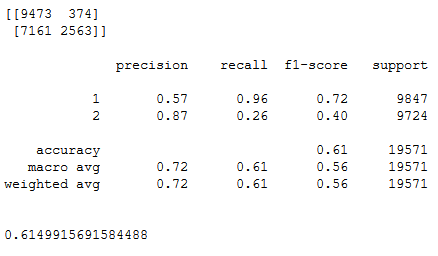 [[9473  374]
 [7161 2563]]
precision    recall  f1-score   support
1       0.57      0.96      0.72      9847
2       0.87      0.26      0.40      9724
accuracy                           0.61     19571
macro avg       0.72      0.61      0.56     19571
weighted avg       0.72      0.61      0.56     19571
0.6149915691584488